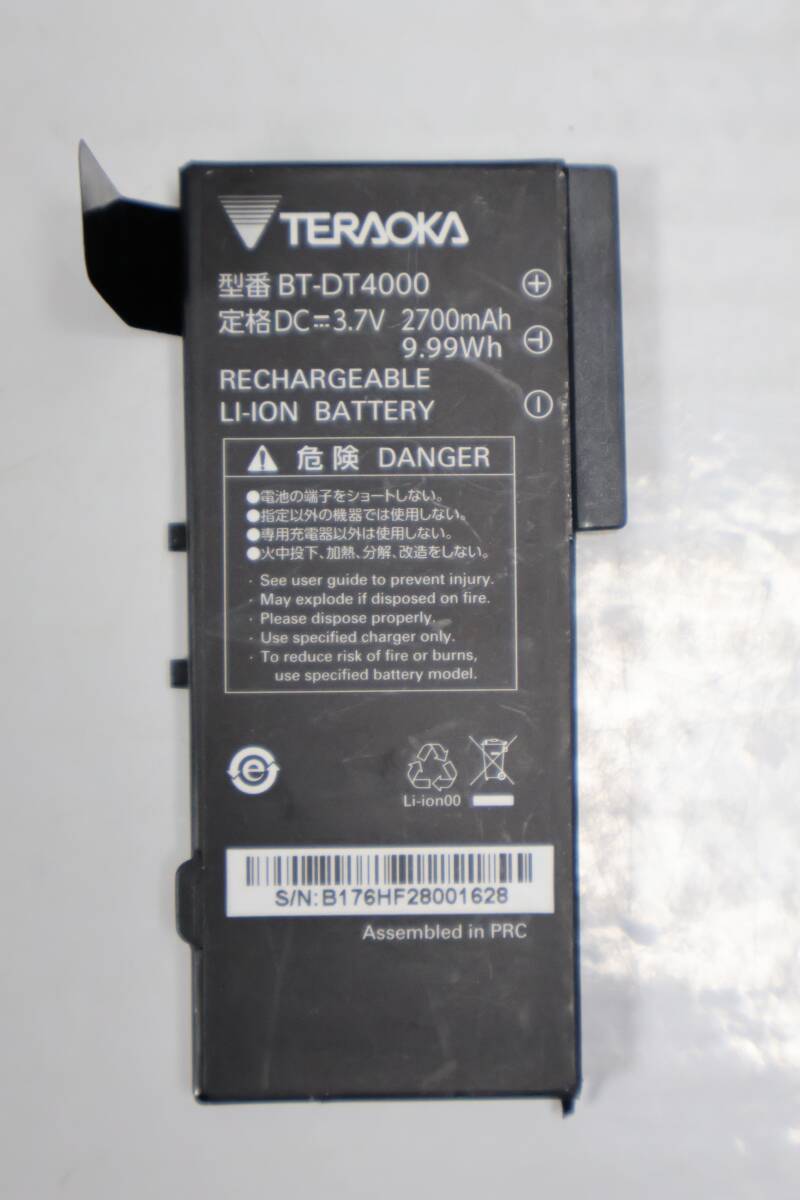 TERAOKA
型番 BT-DT4000
定格DC⎓3.7V 2700mAh
9.99Wh
RECHARGEABLE
LI-ION BATTERY
+
T
-
危険 DANGER
●電池の端子をショートしない。
●指定以外の機器では使用しない。
●専用充電器以外は使用しない。
●火中投下、加熱、分解、改造をしない。
· See user guide to prevent injury.
· May explode if disposed on fire.
· Please dispose properly.
· Use specified charger only.
· To reduce risk of fire or burns,
use specified battery model.
e
Li-ion00
S/N:B176HF28001628
Assembled in PRC